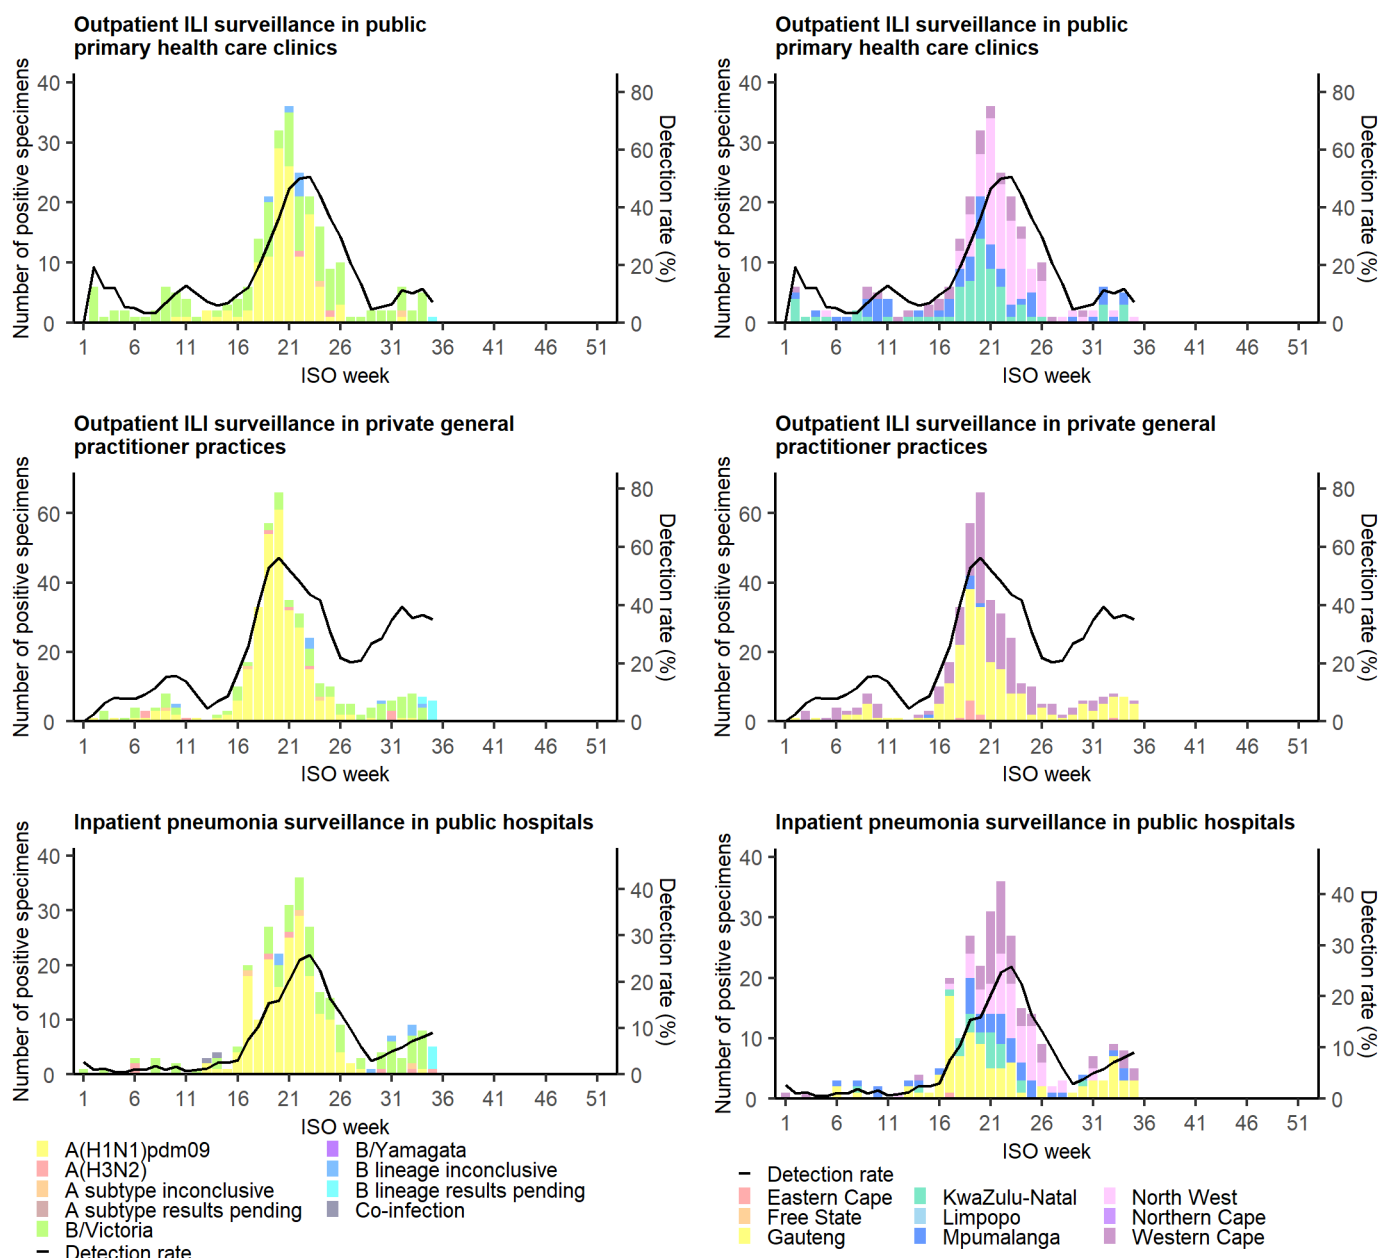 Outpatient ILI surveillance in public
primary health care clinics
Number of positive specimens
40
30
20
10
0
80
60
40
20
0
Detection rate (%)
1 6 11 16 21 26 31 36 41 46 51
ISO week
Outpatient ILI surveillance in public
primary health care clinics
Number of positive specimens
40
30
20
10
0
80
60
40
20
0
Detection rate (%)
1 6 11 16 21 26 31 36 41 46 51
ISO week
Outpatient ILI surveillance in private general
practitioner practices
Number of positive specimens
60
40
20
0
80
60
40
20
0
Detection rate (%)
1 6 11 16 21 26 31 36 41 46 51
ISO week
Outpatient ILI surveillance in private general
practitioner practices
Number of positive specimens
60
40
20
0
80
60
40
20
0
Detection rate (%)
1 6 11 16 21 26 31 36 41 46 51
ISO week
Inpatient pneumonia surveillance in public hospitals
Number of positive specimens
40
30
20
10
0
40
30
20
10
0
Detection rate (%)
1 6 11 16 21 26 31 36 41 46 51
ISO week
A(H1N1)pdm09
A(H3N2)
A subtype inconclusive
A subtype results pending
B/Victoria
Detection rate
B/Yamagata
B lineage inconclusive
B lineage results pending
Co-infection
Inpatient pneumonia surveillance in public hospitals
Number of positive specimens
40
30
20
10
0
40
30
20
10
0
Detection rate (%)
1 6 11 16 21 26 31 36 41 46 51
ISO week
Detection rate
Eastern Cape
Free State
Gauteng
KwaZulu-Natal
Limpopo
Mpumalanga
North West
Northern Cape
Western Cape